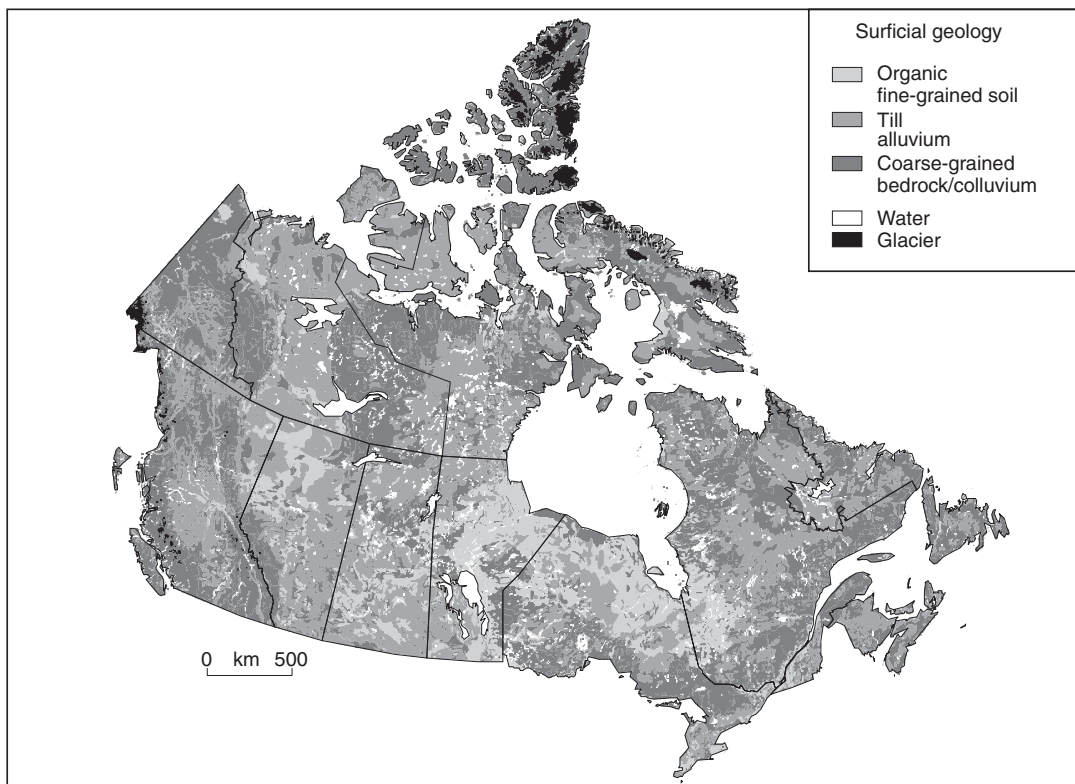 Surficial geology
Organic
fine-grained soil
Till
alluvium
Coarse-grained
bedrock/colluvium
Water
Glacier
0 km 500